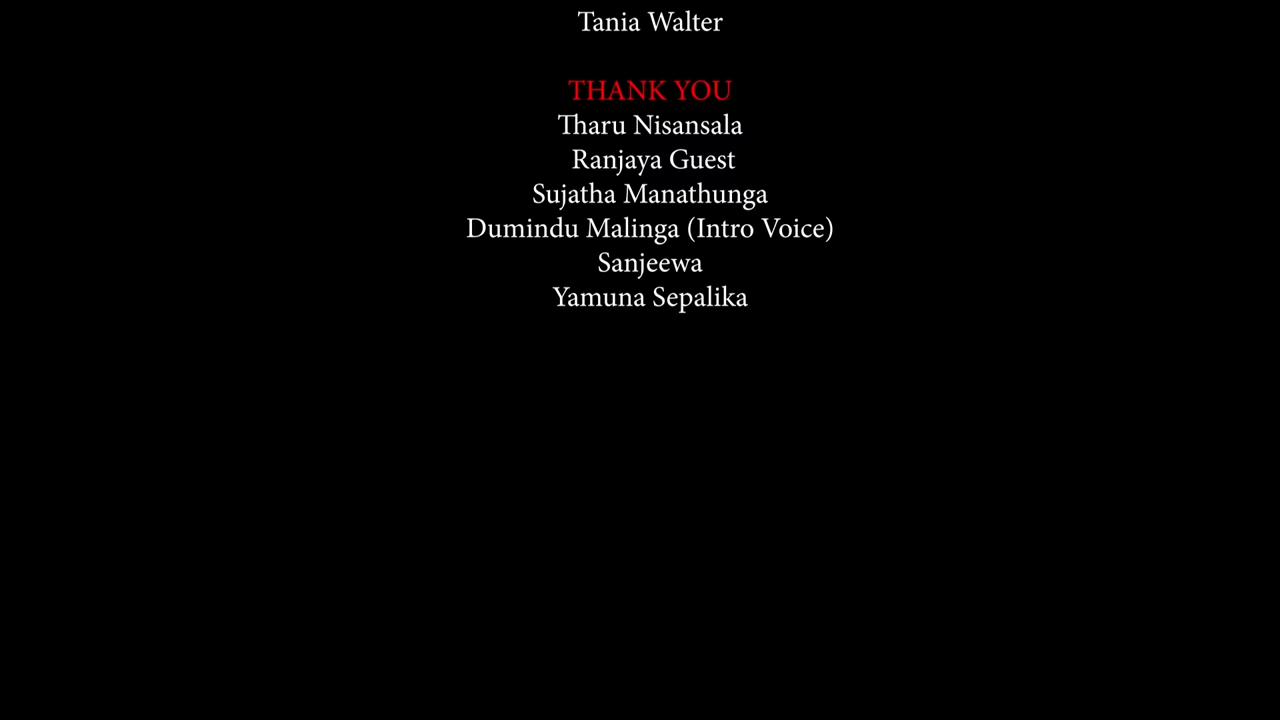 Tania Walter
THANK YOU
Tharu Nisansala
Ranjaya Guest
Sujatha Manathunga
Dumindu Malinga (Intro Voice)
Sanjeewa
Yamuna Sepalika